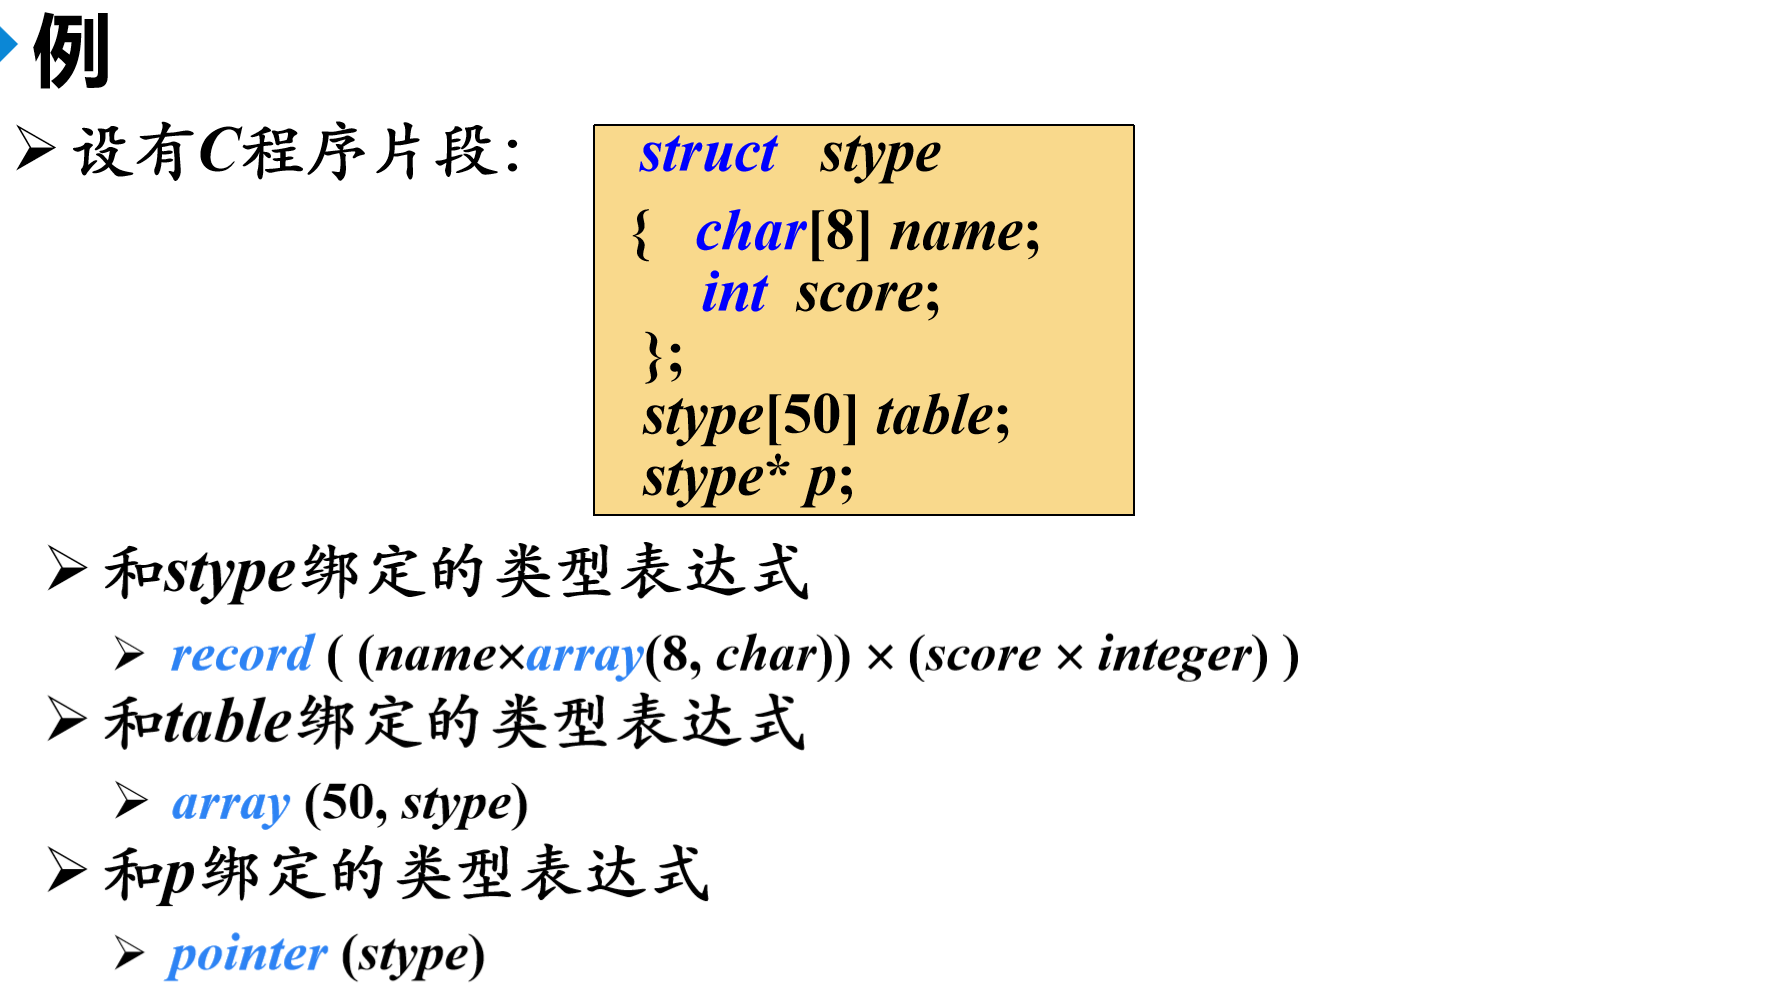 例
设有C程序片段:
struct stype
{ char[8] name;
int score;
};
stype[50] table;
stype* p;
和stype绑定的类型表达式
record ( (name×array(8, char)) × (score × integer) )
和table绑定的类型表达式
array (50, stype)
和p绑定的类型表达式
pointer (stype)